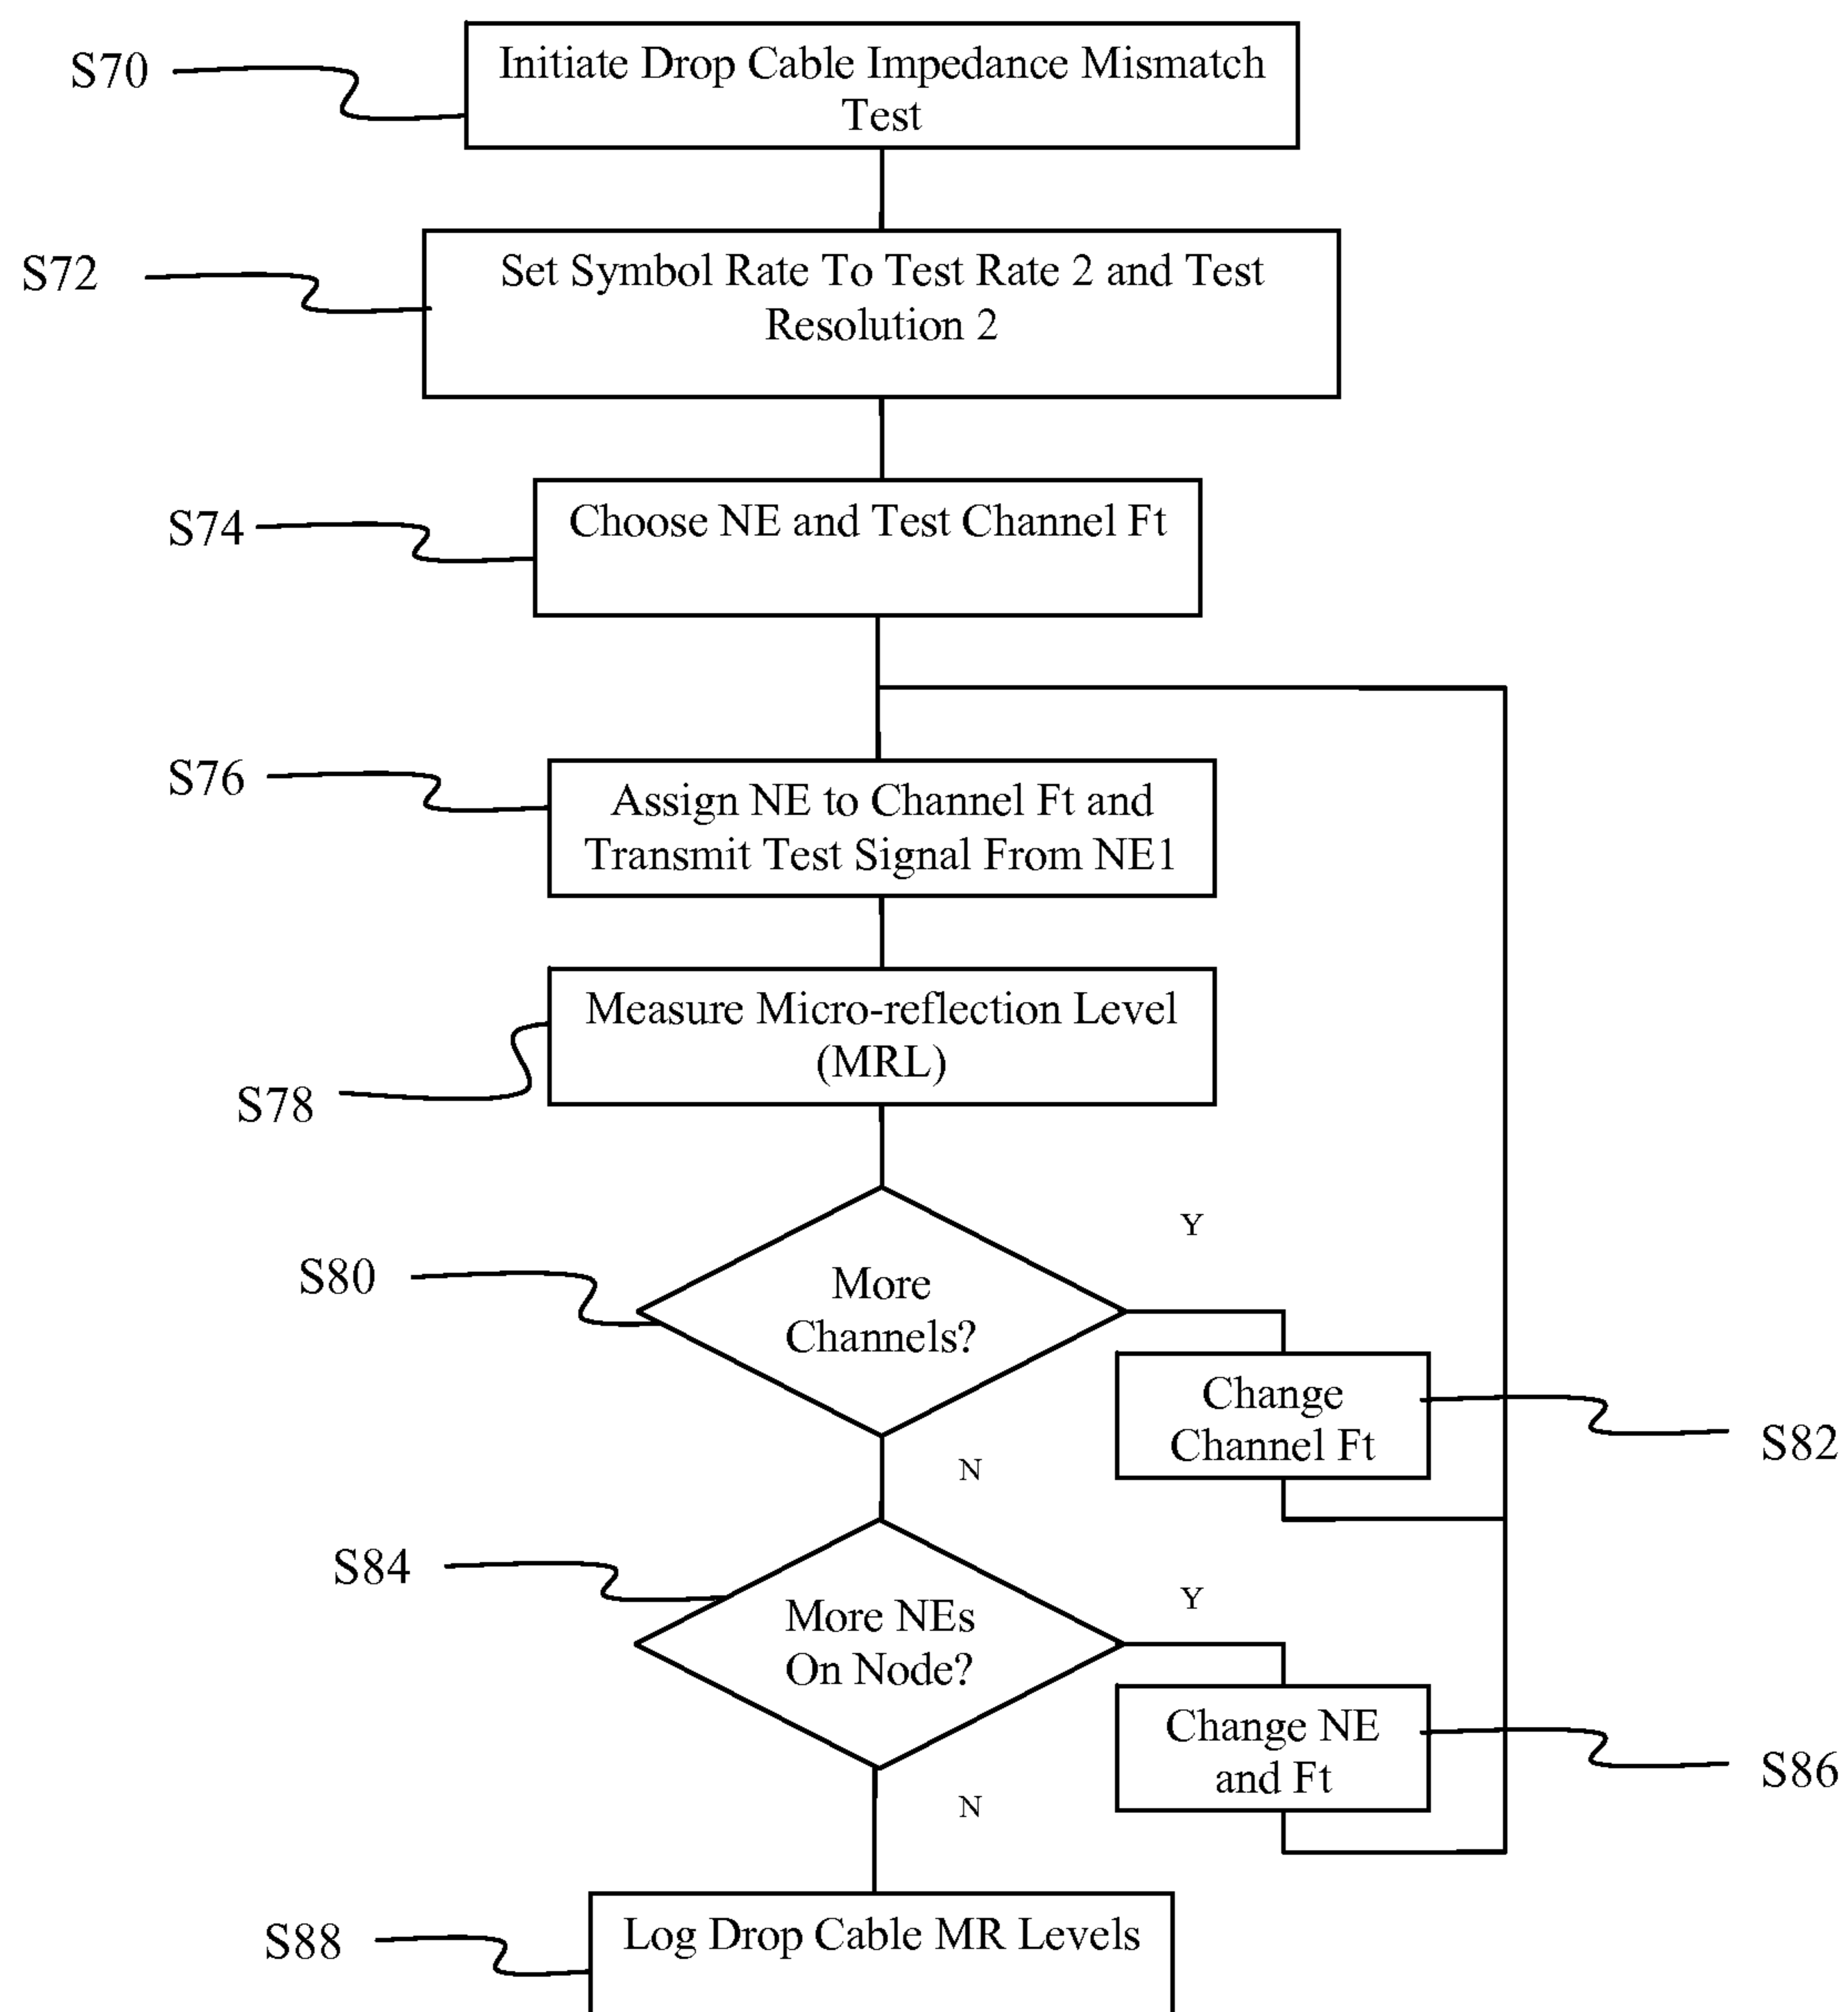 S70
Initiate Drop Cable Impedance Mismatch
Test
S72
Set Symbol Rate To Test Rate 2 and Test
Resolution 2
S74
Choose NE and Test Channel Ft
S76
Assign NE to Channel Ft and
Transmit Test Signal From NE1
S78
Measure Micro-reflection Level
(MRL)
S80
More
Channels?
Y
N
Change
Channel Ft
S82
S84
More NEs
On Node?
Y
N
Change NE
and Ft
S86
S88
Log Drop Cable MR Levels